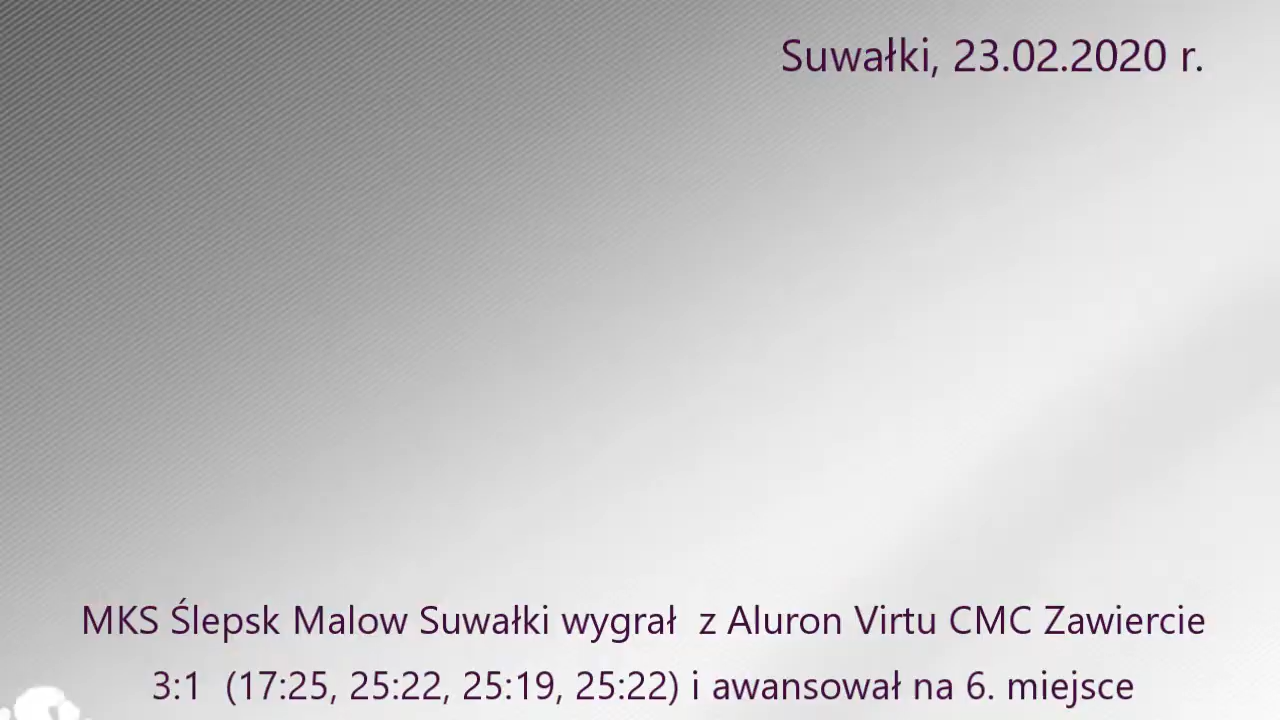 Suwałki, 23.02.2020 r.
MKS Ślepsk Malow Suwałki wygrał  z Aluron Virtu CMC Zawiercie
3:1  (17:25, 25:22, 25:19, 25:22) i awansował na 6. miejsce